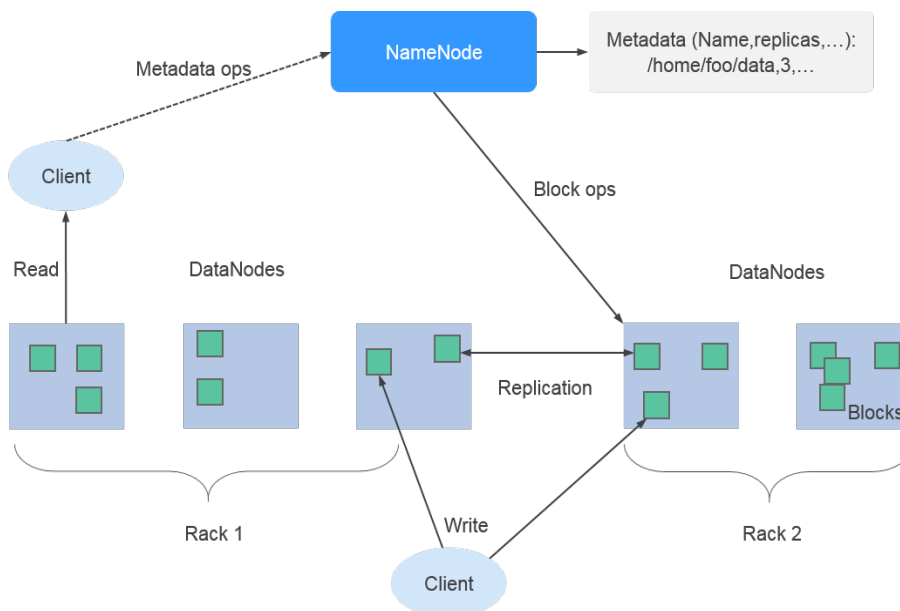 NameNode
Metadata (Name,replicas,…):
/home/foo/data,3,…
Metadata ops
Client
Block ops
Read
DataNodes
DataNodes
Replication
Blocks
Rack 1
Write
Rack 2
Client